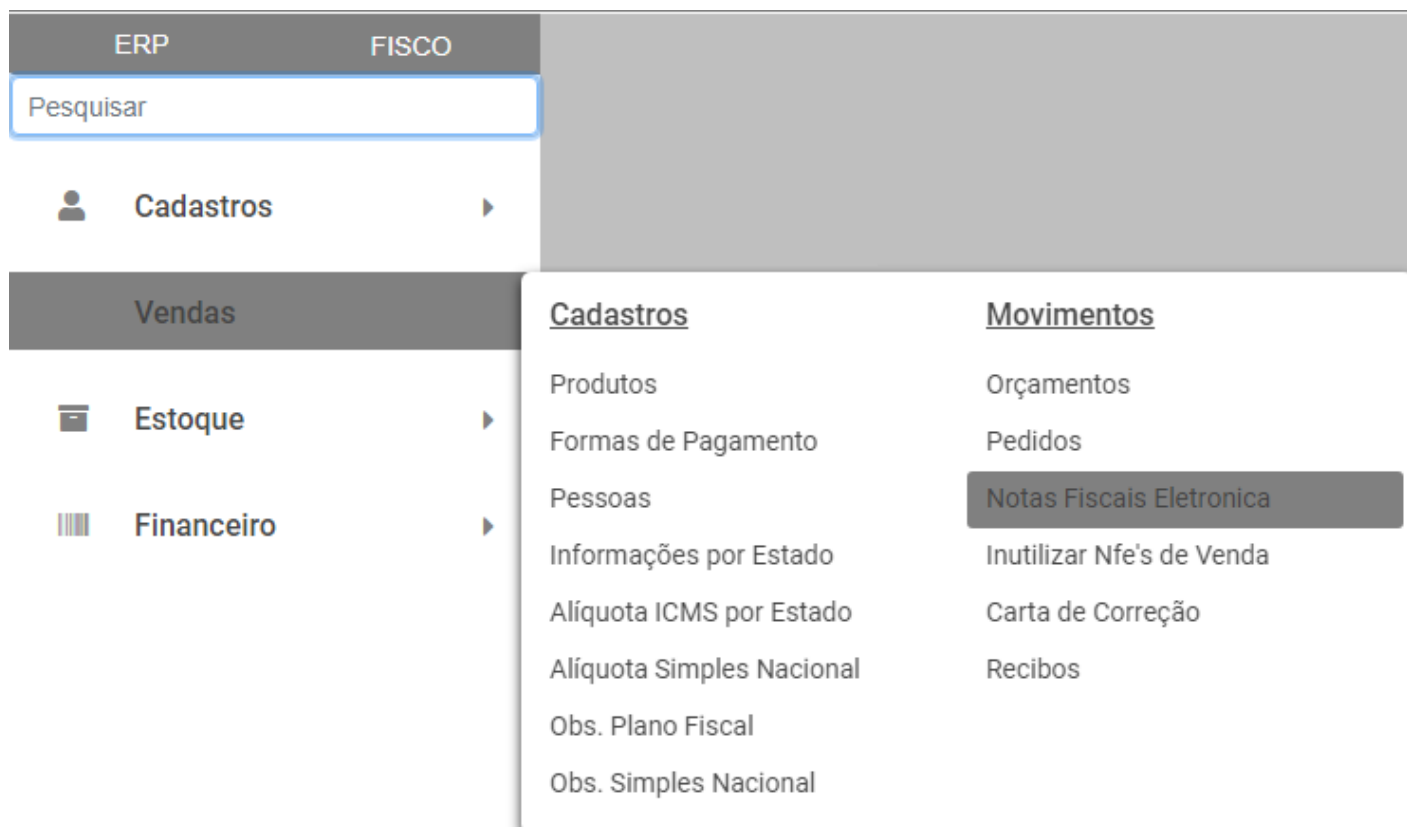 ERP FISCO
Pesquisar
Cadastros
Vendas
Estoque
Financeiro
Cadastros
Produtos
Formas de Pagamento
Pessoas
Informações por Estado
Alíquota ICMS por Estado
Alíquota Simples Nacional
Obs. Plano Fiscal
Obs. Simples Nacional
Movimentos
Orçamentos
Pedidos
Notas Fiscais Eletronica
Inutilizar Nfe's de Venda
Carta de Correção
Recibos